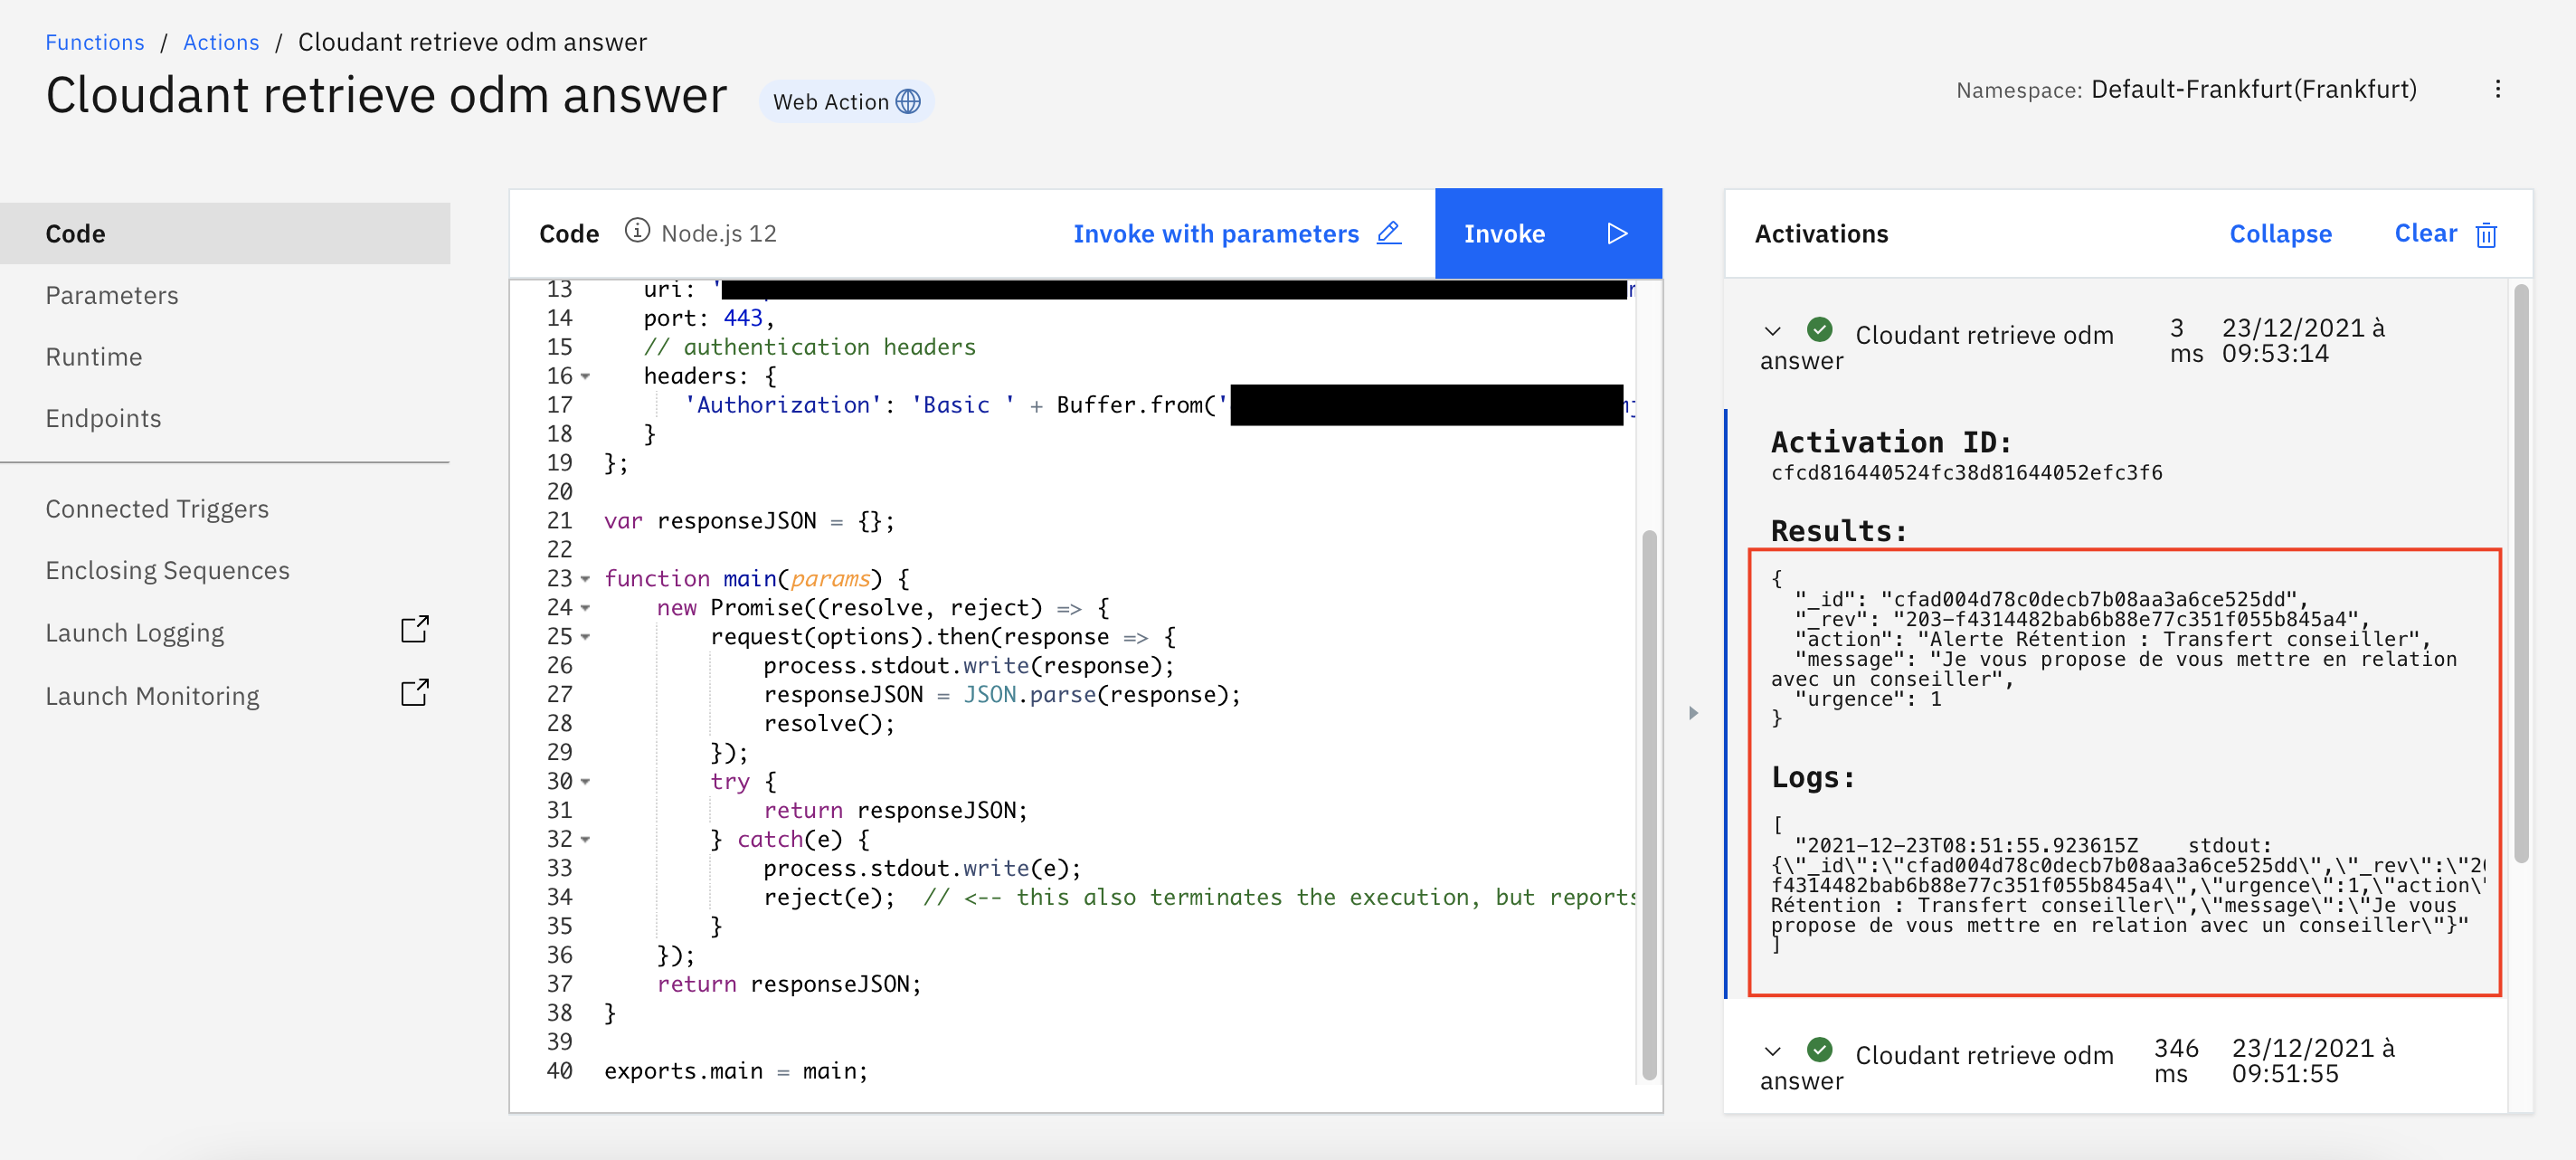 Functions / Actions / Cloudant retrieve odm answer
Cloudant retrieve odm answer Web Action
Namespace: Default-Frankfurt(Frankfurt)
Code
Parameters
Runtime
Endpoints
Connected Triggers
Enclosing Sequences
Launch Logging
Launch Monitoring
Code Node.js 12 Invoke with parameters Invoke
13 uri: '
14 port: 443,
15 // authentication headers
16 headers: {
17 'Authorization': 'Basic ' + Buffer.from('
18 }
19 };
20
21 var responseJSON = {};
22
23 function main(params) {
24 new Promise((resolve, reject) => {
25 request(options).then(response => {
26 process.stdout.write(response);
27 responseJSON = JSON.parse(response);
28 resolve();
29 });
30 try {
31 return responseJSON;
32 } catch(e) {
33 process.stdout.write(e);
34 reject(e); // <-- this also terminates the execution, but reports
35 }
36 });
37 return responseJSON;
38 }
39
40 exports.main = main;
Activations Collapse Clear
Cloudant retrieve odm 3 23/12/2021 à
answer ms 09:53:14
Activation ID:
cfcd816440524fc38d81644052efc3f6
Results:
{
"_id": "cfad004d78c0decb7b08aa3a6ce525dd",
"_rev": "203-f4314482bab6b88e77c351f055b845a4",
"action": "Alerte Rétention : Transfert conseiller",
"message": "Je vous propose de vous mettre en relation
avec un conseiller",
"urgence": 1
}
Logs:
[
"2021-12-23T08:51:55.923615Z stdout:
{\"_id\":\"cfad004d78c0decb7b08aa3a6ce525dd\",\"_rev\":\"20
f4314482bab6b88e77c351f055b845a4\",\"urgence\":1,\"action\"
Rétention : Transfert conseiller\",\"message\":\"Je vous
propose de vous mettre en relation avec un conseiller\"}"
]
Cloudant retrieve odm 346 23/12/2021 à
answer ms 09:51:55